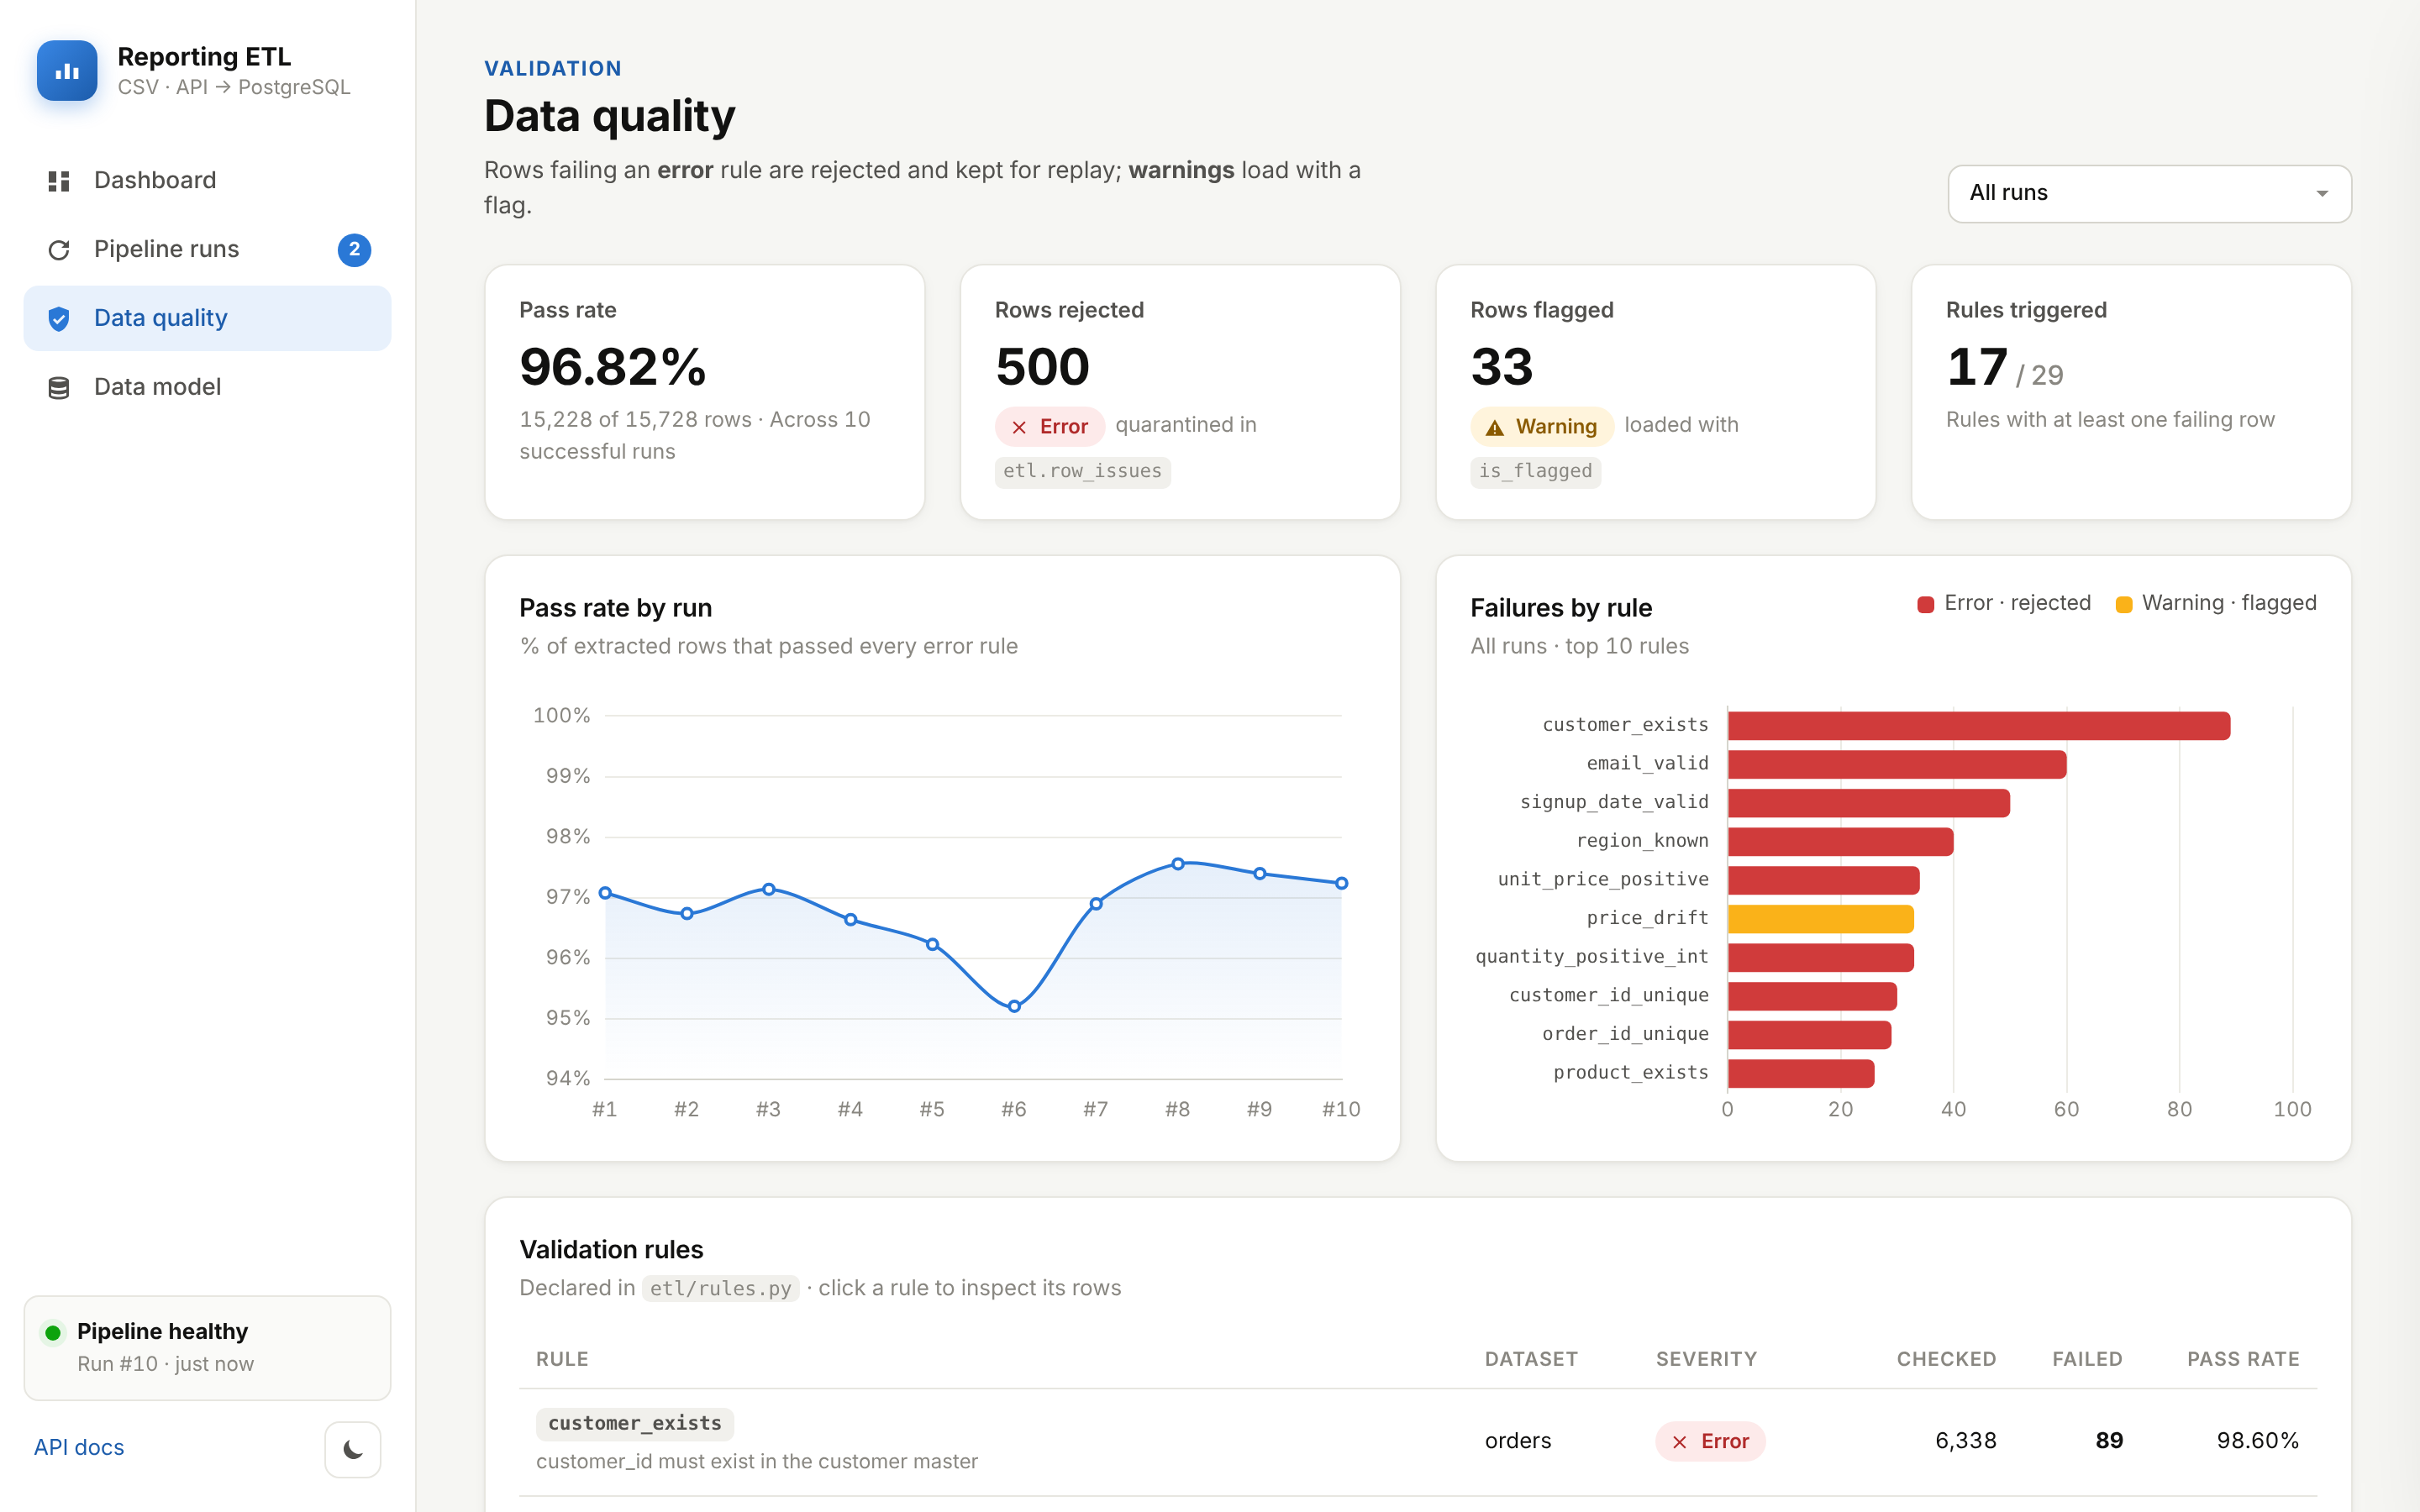 Reporting ETL
CSV · API → PostgreSQL
Dashboard
Pipeline runs 2
Data quality
Data model
Pipeline healthy
Run #10 · just now
API docs
VALIDATION
Data quality
Rows failing an error rule are rejected and kept for replay; warnings load with a
flag.
All runs
Pass rate
96.82%
15,228 of 15,728 rows · Across 10
successful runs
Rows rejected
500
Error quarantined in
etl.row_issues
Rows flagged
33
Warning loaded with
is_flagged
Rules triggered
17 / 29
Rules with at least one failing row
Pass rate by run
% of extracted rows that passed every error rule
100%
99%
98%
97%
96%
95%
94%
#1 #2 #3 #4 #5 #6 #7 #8 #9 #10
Failures by rule
Error · rejected Warning · flagged
All runs · top 10 rules
customer_exists
email_valid
signup_date_valid
region_known
unit_price_positive
price_drift
quantity_positive_int
customer_id_unique
order_id_unique
product_exists
0 20 40 60 80 100
Validation rules
Declared in etl/rules.py · click a rule to inspect its rows
RULE DATASET SEVERITY CHECKED FAILED PASS RATE
customer_exists
customer_id must exist in the customer master
orders Error 6,338 89 98.60%